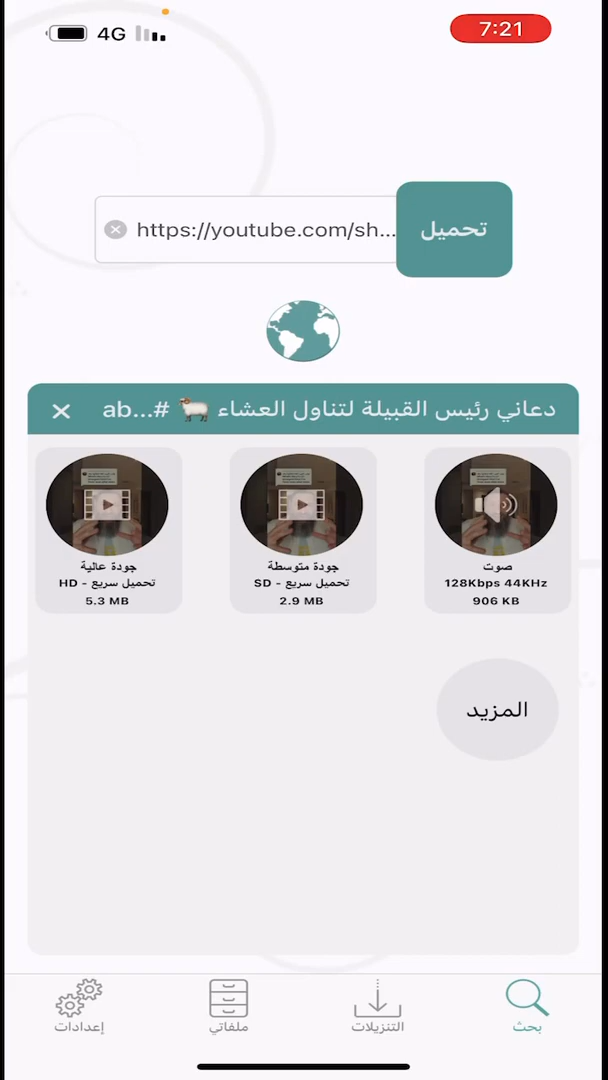 7:21
4G
تحميل
https://youtube.com/sh...
دعاني رئيس القبيلة لتناول العشاء 🐏 #...ab
صوت
128Kbps 44KHz
906 KB
جودة متوسطة
تحميل سريع - SD
2.9 MB
جودة عالية
تحميل سريع - HD
5.3 MB
المزيد
بحث
التنزيلات
ملفاتي
إعدادات